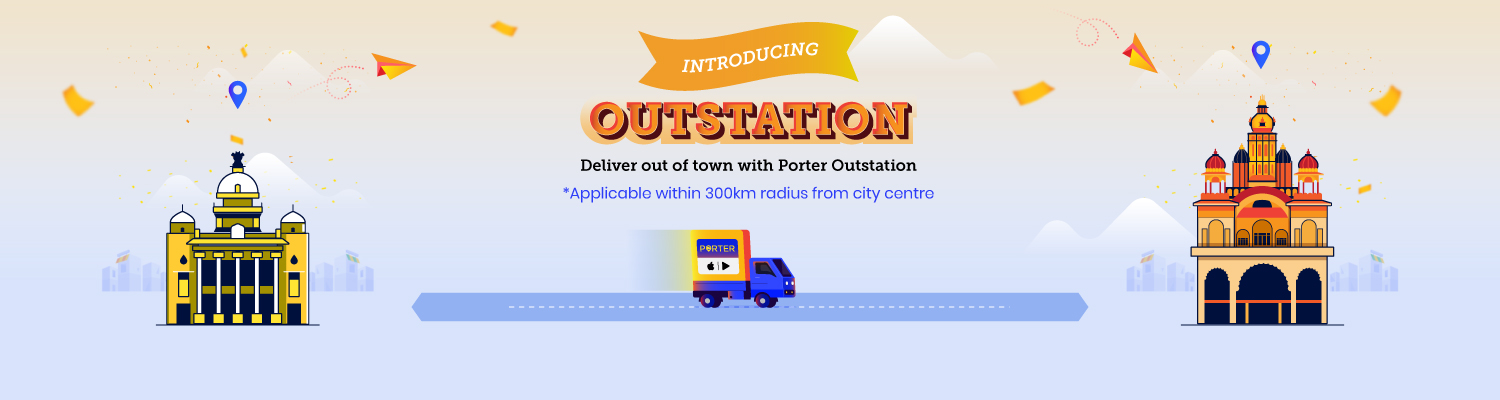 INTRODUCING
OUTSTATION
Deliver out of town with Porter Outstation
*Applicable within 300km radius from city centre
PORTER